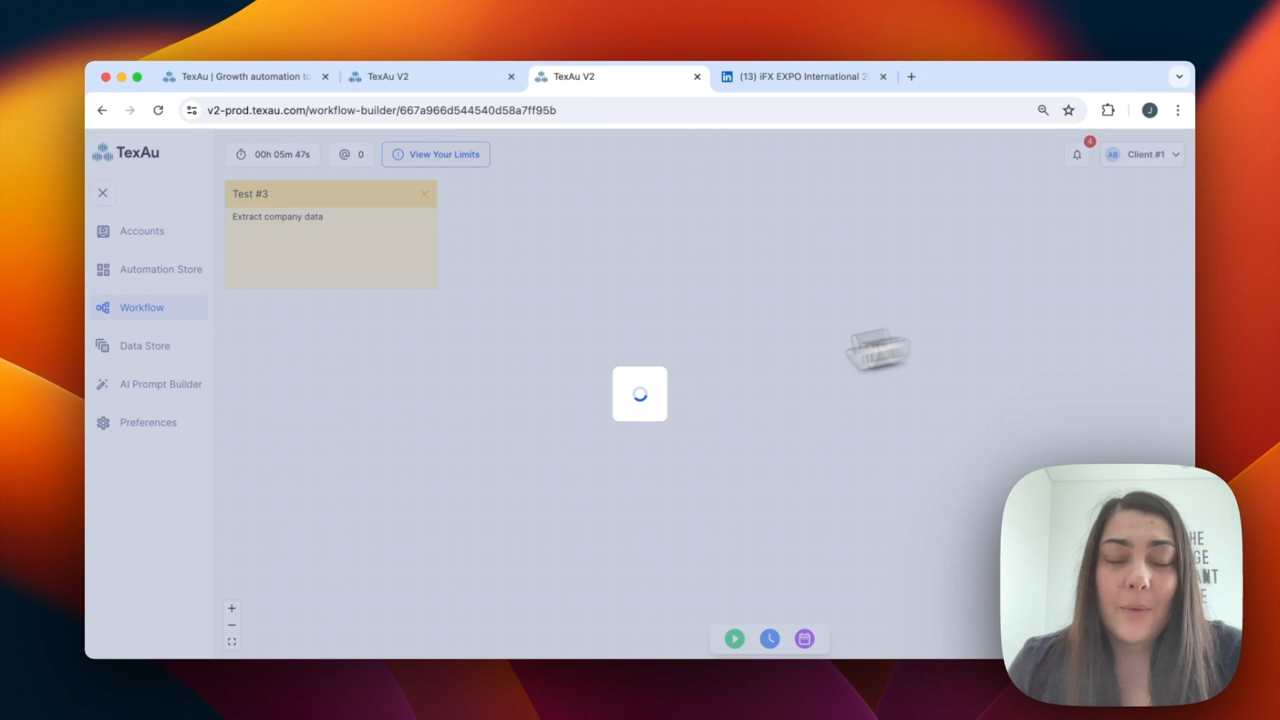 TexAu | Growth automation to
TexAu V2
TexAu V2
(13) iFX EXPO International 2
v2-prod.texau.com/workflow-builder/667a966d544540d58a7ff95b
J
TexAu
00h 05m 47s
0
View Your Limits
4
AB
Client #1
Test #3
Extract company data
Accounts
Automation Store
Workflow
Data Store
AI Prompt Builder
Preferences